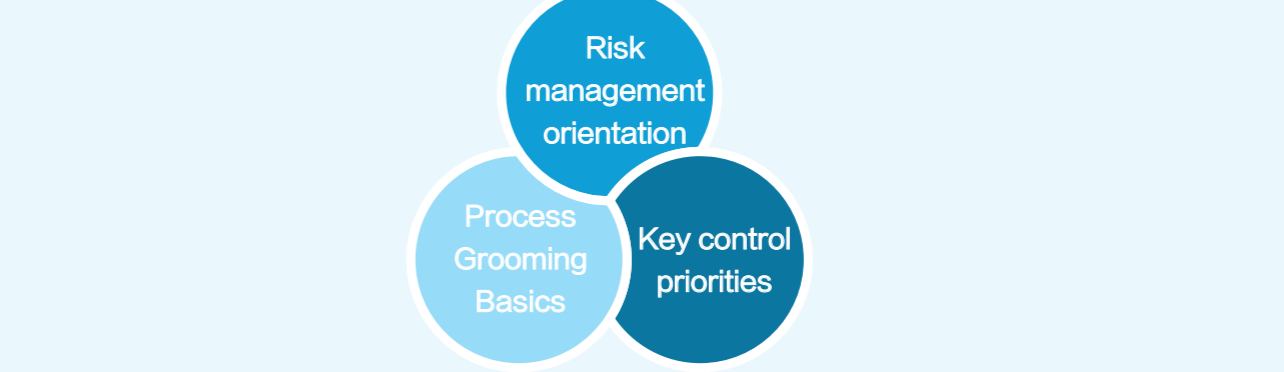 Risk
management
orientation
Process
Grooming
Basics
Key control
priorities